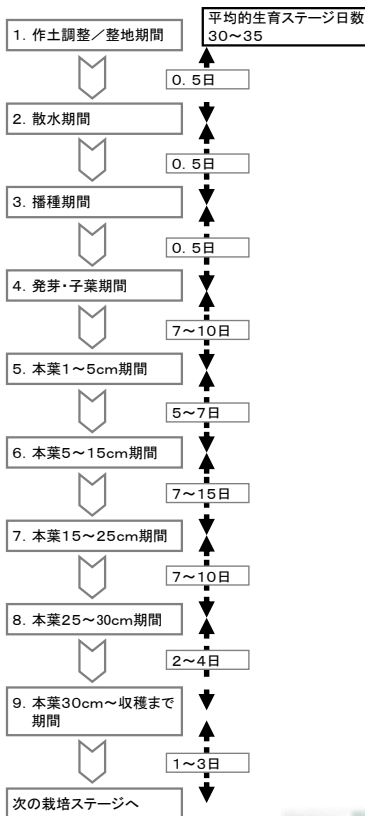 1. 作土調整／整地期間
平均的生育ステージ日数
30～35
0. 5日
2. 散水期間
0. 5日
3. 播種期間
0. 5日
4. 発芽・子葉期間
7～10日
5. 本葉1～5cm期間
5～7日
6. 本葉5～15cm期間
7～15日
7. 本葉15～25cm期間
7～10日
8. 本葉25～30cm期間
2～4日
9. 本葉30cm～収穫まで
期間
1～3日
次の栽培ステージへ